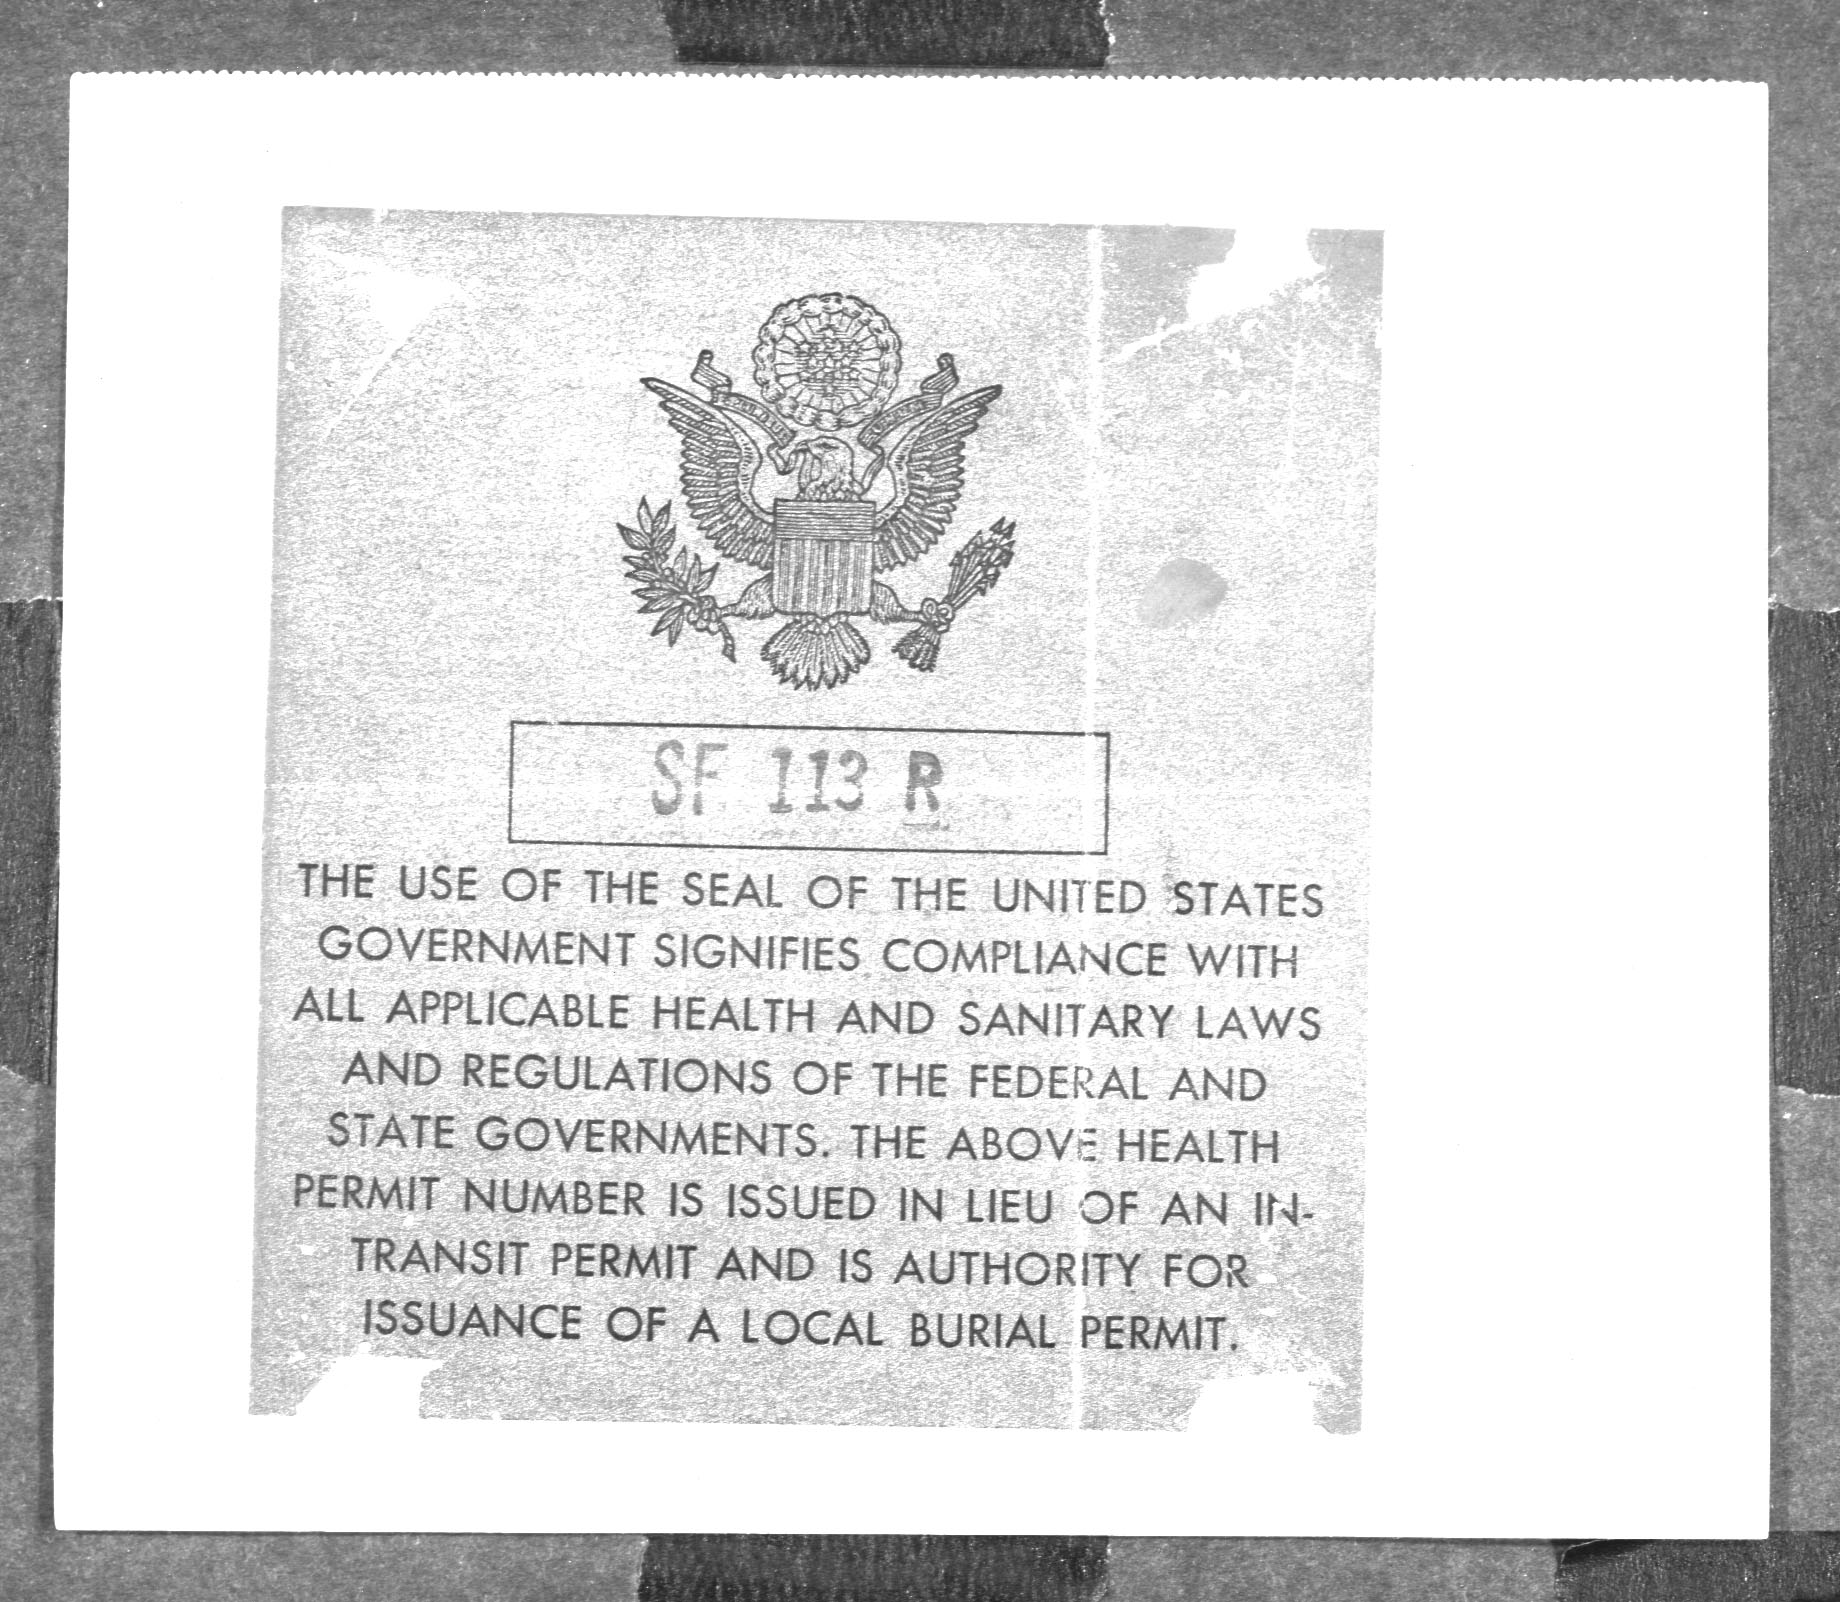 SF 113 R
THE USE OF THE SEAL OF THE UNITED STATES
GOVERNMENT SIGNIFIES COMPLIANCE WITH
ALL APPLICABLE HEALTH AND SANITARY LAWS
AND REGULATIONS OF THE FEDERAL AND
STATE GOVERNMENTS. THE ABOVE HEALTH
PERMIT NUMBER IS ISSUED IN LIEU OF AN IN-
TRANSIT PERMIT AND IS AUTHORITY FOR
ISSUANCE OF A LOCAL BURIAL PERMIT.